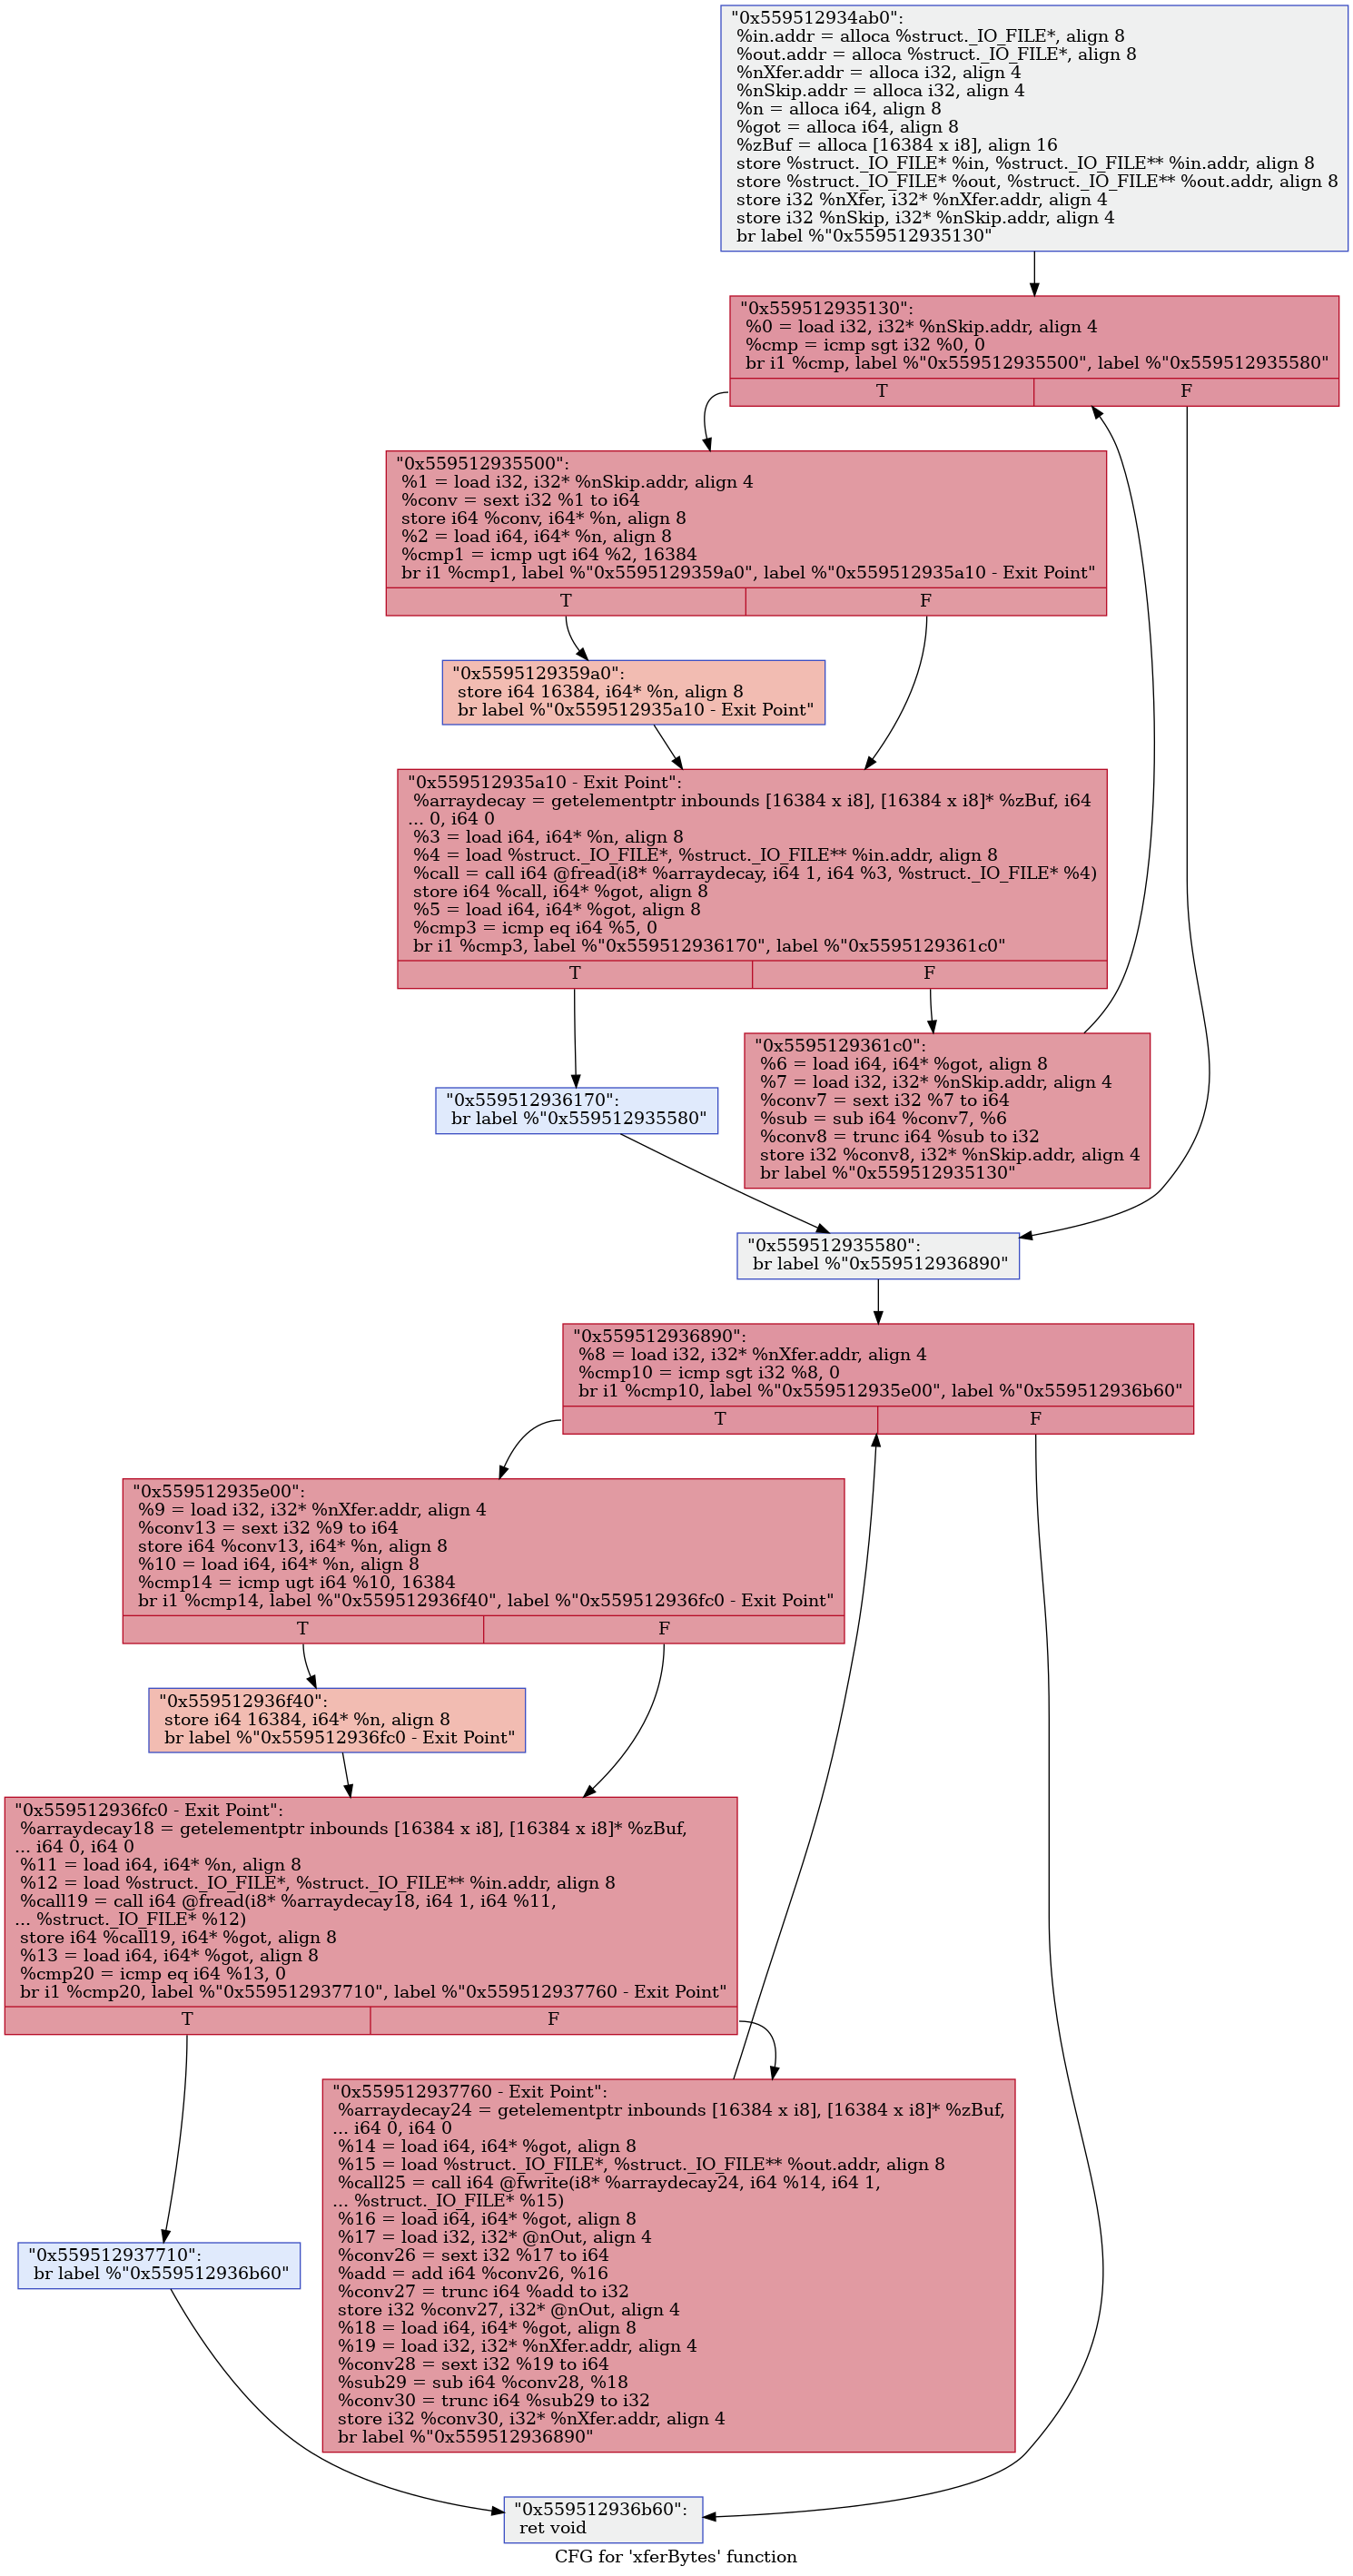 "0x559512934ab0":
%in.addr = alloca %struct._IO_FILE*, align 8
%out.addr = alloca %struct._IO_FILE*, align 8
%nXfer.addr = alloca i32, align 4
%nSkip.addr = alloca i32, align 4
%n = alloca i64, align 8
%got = alloca i64, align 8
%zBuf = alloca [16384 x i8], align 16
store %struct._IO_FILE* %in, %struct._IO_FILE** %in.addr, align 8
store %struct._IO_FILE* %out, %struct._IO_FILE** %out.addr, align 8
store i32 %nXfer, i32* %nXfer.addr, align 4
store i32 %nSkip, i32* %nSkip.addr, align 4
br label %"0x559512935130"
"0x559512935130":
%0 = load i32, i32* %nSkip.addr, align 4
%cmp = icmp sgt i32 %0, 0
br i1 %cmp, label %"0x559512935500", label %"0x559512935580"
T
F
"0x559512935500":
%1 = load i32, i32* %nSkip.addr, align 4
%conv = sext i32 %1 to i64
store i64 %conv, i64* %n, align 8
%2 = load i64, i64* %n, align 8
%cmp1 = icmp ugt i64 %2, 16384
br i1 %cmp1, label %"0x5595129359a0", label %"0x559512935a10 - Exit Point"
T
F
"0x5595129359a0":
store i64 16384, i64* %n, align 8
br label %"0x559512935a10 - Exit Point"
"0x559512935a10 - Exit Point":
%arraydecay = getelementptr inbounds [16384 x i8], [16384 x i8]* %zBuf, i64
... 0, i64 0
%3 = load i64, i64* %n, align 8
%4 = load %struct._IO_FILE*, %struct._IO_FILE** %in.addr, align 8
%call = call i64 @fread(i8* %arraydecay, i64 1, i64 %3, %struct._IO_FILE* %4)
store i64 %call, i64* %got, align 8
%5 = load i64, i64* %got, align 8
%cmp3 = icmp eq i64 %5, 0
br i1 %cmp3, label %"0x559512936170", label %"0x5595129361c0"
T
F
"0x5595129361c0":
%6 = load i64, i64* %got, align 8
%7 = load i32, i32* %nSkip.addr, align 4
%conv7 = sext i32 %7 to i64
%sub = sub i64 %conv7, %6
%conv8 = trunc i64 %sub to i32
store i32 %conv8, i32* %nSkip.addr, align 4
br label %"0x559512935130"
"0x559512936170":
br label %"0x559512935580"
"0x559512935580":
br label %"0x559512936890"
"0x559512936890":
%8 = load i32, i32* %nXfer.addr, align 4
%cmp10 = icmp sgt i32 %8, 0
br i1 %cmp10, label %"0x559512935e00", label %"0x559512936b60"
T
F
"0x559512935e00":
%9 = load i32, i32* %nXfer.addr, align 4
%conv13 = sext i32 %9 to i64
store i64 %conv13, i64* %n, align 8
%10 = load i64, i64* %n, align 8
%cmp14 = icmp ugt i64 %10, 16384
br i1 %cmp14, label %"0x559512936f40", label %"0x559512936fc0 - Exit Point"
T
F
"0x559512936f40":
store i64 16384, i64* %n, align 8
br label %"0x559512936fc0 - Exit Point"
"0x559512936fc0 - Exit Point":
%arraydecay18 = getelementptr inbounds [16384 x i8], [16384 x i8]* %zBuf,
... i64 0, i64 0
%11 = load i64, i64* %n, align 8
%12 = load %struct._IO_FILE*, %struct._IO_FILE** %in.addr, align 8
%call19 = call i64 @fread(i8* %arraydecay18, i64 1, i64 %11,
... %struct._IO_FILE* %12)
store i64 %call19, i64* %got, align 8
%13 = load i64, i64* %got, align 8
%cmp20 = icmp eq i64 %13, 0
br i1 %cmp20, label %"0x559512937710", label %"0x559512937760 - Exit Point"
T
F
"0x559512937760 - Exit Point":
%arraydecay24 = getelementptr inbounds [16384 x i8], [16384 x i8]* %zBuf,
... i64 0, i64 0
%14 = load i64, i64* %got, align 8
%15 = load %struct._IO_FILE*, %struct._IO_FILE** %out.addr, align 8
%call25 = call i64 @fwrite(i8* %arraydecay24, i64 %14, i64 1,
... %struct._IO_FILE* %15)
%16 = load i64, i64* %got, align 8
%17 = load i32, i32* @nOut, align 4
%conv26 = sext i32 %17 to i64
%add = add i64 %conv26, %16
%conv27 = trunc i64 %add to i32
store i32 %conv27, i32* @nOut, align 4
%18 = load i64, i64* %got, align 8
%19 = load i32, i32* %nXfer.addr, align 4
%conv28 = sext i32 %19 to i64
%sub29 = sub i64 %conv28, %18
%conv30 = trunc i64 %sub29 to i32
store i32 %conv30, i32* %nXfer.addr, align 4
br label %"0x559512936890"
"0x559512937710":
br label %"0x559512936b60"
"0x559512936b60":
ret void
CFG for 'xferBytes' function